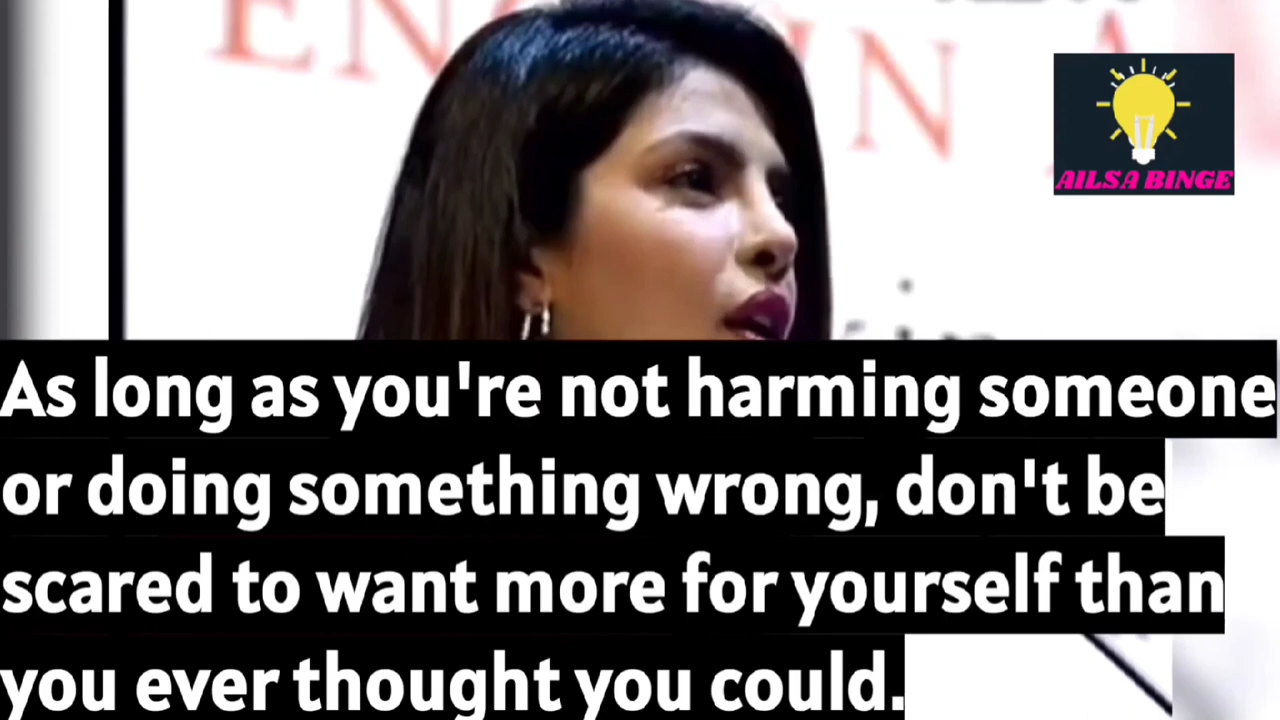 AILSA BINGE
As long as you're not harming someone
or doing something wrong, don't be
scared to want more for yourself than
you ever thought you could.